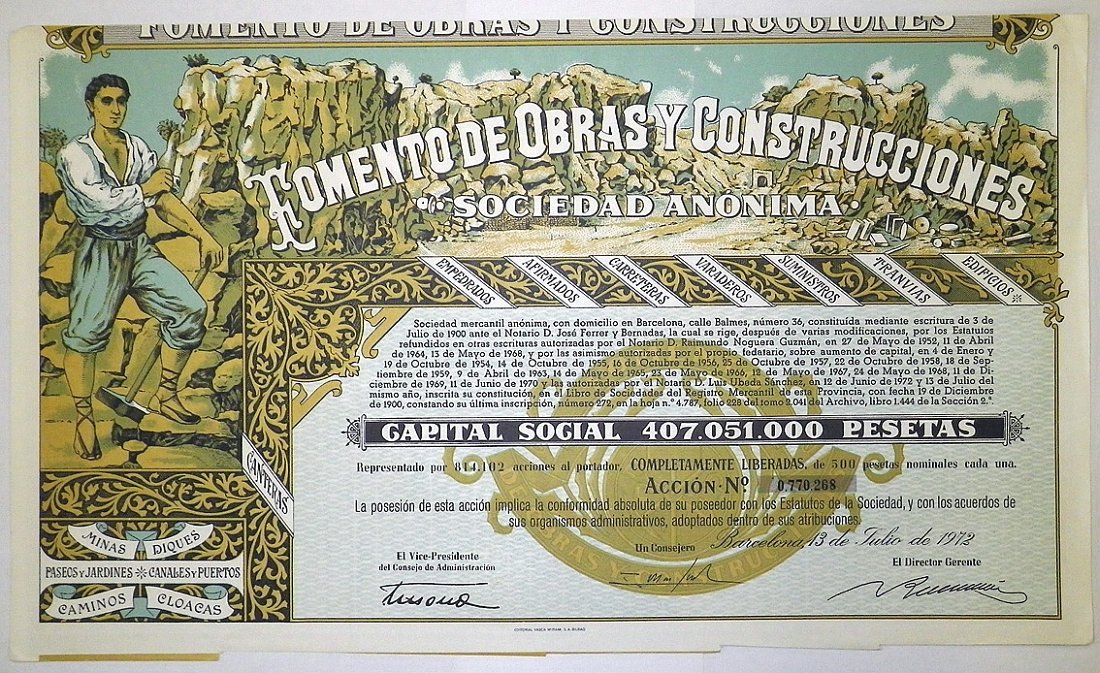 FOMENTO DE OBRAS Y CONSTRUCCIONES
FOMENTO DE OBRAS Y CONSTRUCCIONES
SOCIEDAD ANONIMA
EMPEDRADOS
AFIRMADOS
CARRETERAS
VARADEROS
SUMINISTROS
TRANVIAS
EDIFICIOS
Sociedad mercantil anónima, con domicilio en Barcelona, calle Balmes, número 36, constituída mediante escritura de 3 de
Julio de 1900 ante el Notario D. José Ferrer y Bernadas, la cual se rige, después de varias modificaciones, por los Estatutos
refundidos en otras escrituras autorizadas por el Notario D. Raimundo Noguera Guzmán, en 27 de Mayo de 1952, 11 de Abril
de 1964, 13 de Mayo de 1968, y por las asimismo autorizadas por el propio fedatario, sobre aumento de capital, en 4 de Enero y
19 de Octubre de 1954, 14 de Octubre de 1955, 16 de Octubre de 1956, 25 de Octubre de 1957, 22 de Octubre de 1958, 18 de Sep-
tiembre de 1959, 9 de Abril de 1963, 14 de Mayo de 1965, 23 de Mayo de 1966, 24 de Mayo de 1967, 24 de Mayo de 1968, 11 de Di-
ciembre de 1969, 11 de Junio de 1970 y las autorizadas por el Notario D. Luis Ubeda Sánchez, en 12 de Junio de 1972 y 13 de Julio del
mismo año, inscrita su constitución, en el Libro de Sociedades del Registro Mercantil de esta Provincia, con fecha 19 de Diciembre
de 1900, constando su última inscripción, número 272, en la hoja n.º 4.787, folio 228 del tomo 2.041 del Archivo, libro 1.444 de la Sección 2.ª.
CAPITAL SOCIAL 407.051.000 PESETAS
Representado por 814.102 acciones al portador, COMPLETAMENTE LIBERADAS, de 500 pesetas nominales cada una.
ACCIÓN-Nº 0,770.268
La posesión de esta acción implica la conformidad absoluta de su poseedor con los Estatutos de la Sociedad, y con los acuerdos de
sus organismos administrativos, adoptados dentro de sus atribuciones.
Barcelona, 13 de Julio de 1972
El Vice-Presidente
del Consejo de Administración
Un Consejero
El Director Gerente
CANTERAS
MINAS DIQUES
PASEOS Y JARDINES CANALES Y PUERTOS
CAMINOS CLOACAS
OBRAS Y
EDITORIAL VASCA
S. A. BILBAO